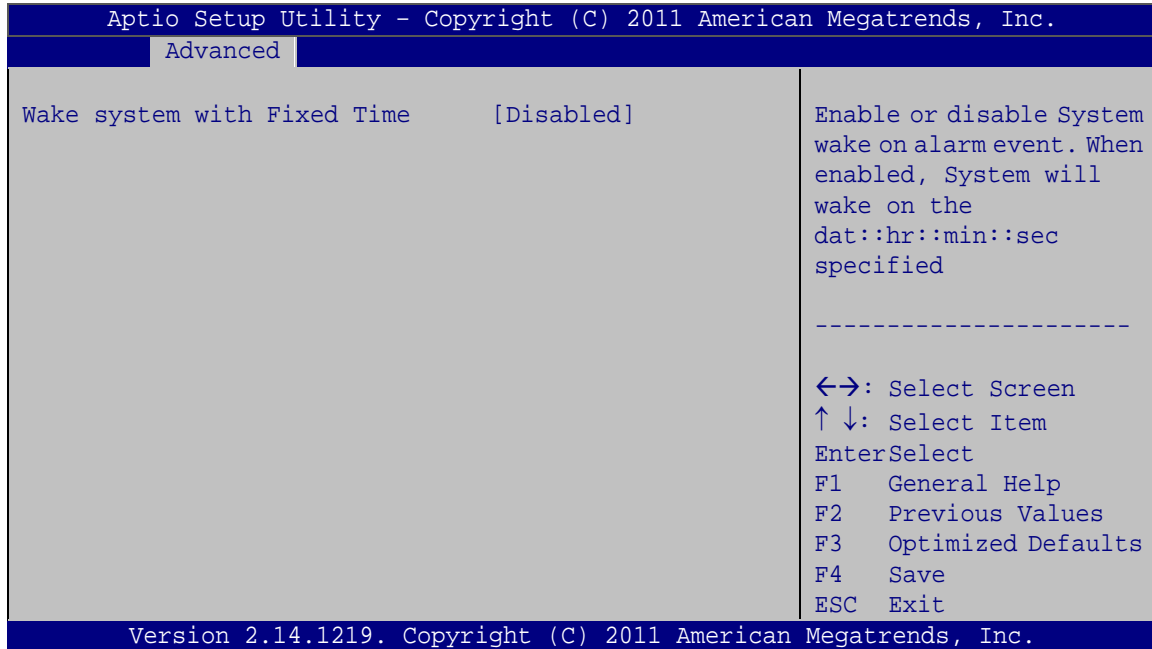 Aptio Setup Utility – Copyright (C) 2011 American Megatrends, Inc.
Advanced
Wake system with Fixed Time [Disabled]
Enable or disable System
wake on alarm event. When
enabled, System will
wake on the
dat::hr::min::sec
specified
----------------------
←→: Select Screen
↑ ↓: Select Item
EnterSelect
F1 General Help
F2 Previous Values
F3 Optimized Defaults
F4 Save
ESC Exit
Version 2.14.1219. Copyright (C) 2011 American Megatrends, Inc.